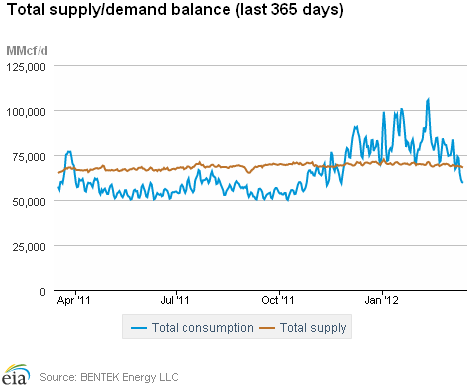 Total supply/demand balance (last 365 days)
MMcf/d
125,000
100,000
75,000
50,000
25,000
0
Apr '11 Jul '11 Oct '11 Jan '12
Total consumption Total supply
eia Source: BENTEK Energy LLC